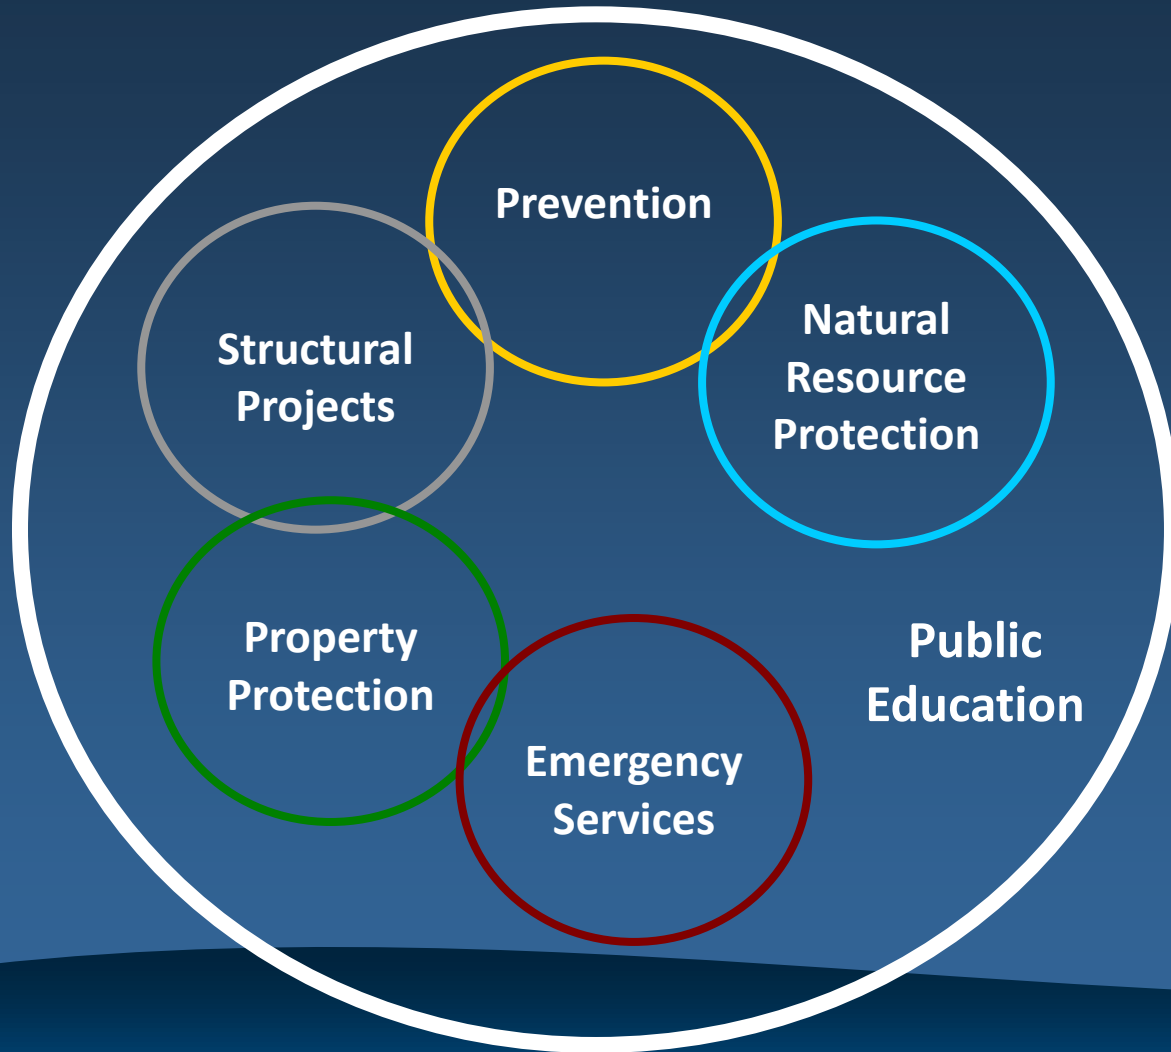 Prevention
Structural
Projects
Natural
Resource
Protection
Property
Protection
Public
Education
Emergency
Services